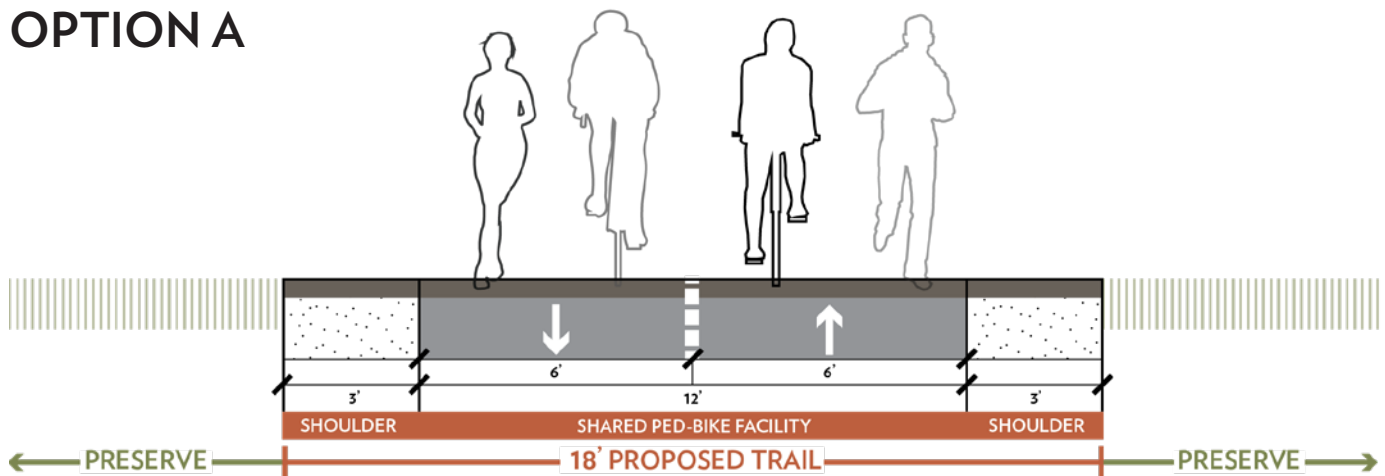 OPTION A
6’ 6’
3’ 12’ 3’
SHOULDER SHARED PED-BIKE FACILITY SHOULDER
PRESERVE 18’ PROPOSED TRAIL PRESERVE